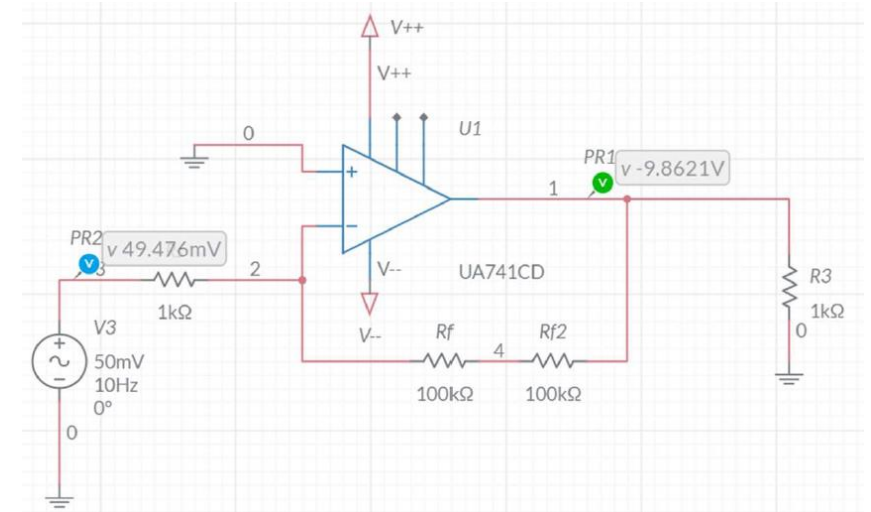 V++
V++
U1
0
+
PR1
v -9.8621V
V
1
PR2
v 49.476mV
V
3
2
−
V--
UA741CD
R3
1kΩ
0
1kΩ
V3
V--
Rf
4
Rf2
+
50mV
10Hz
0°
−
100kΩ
100kΩ
0